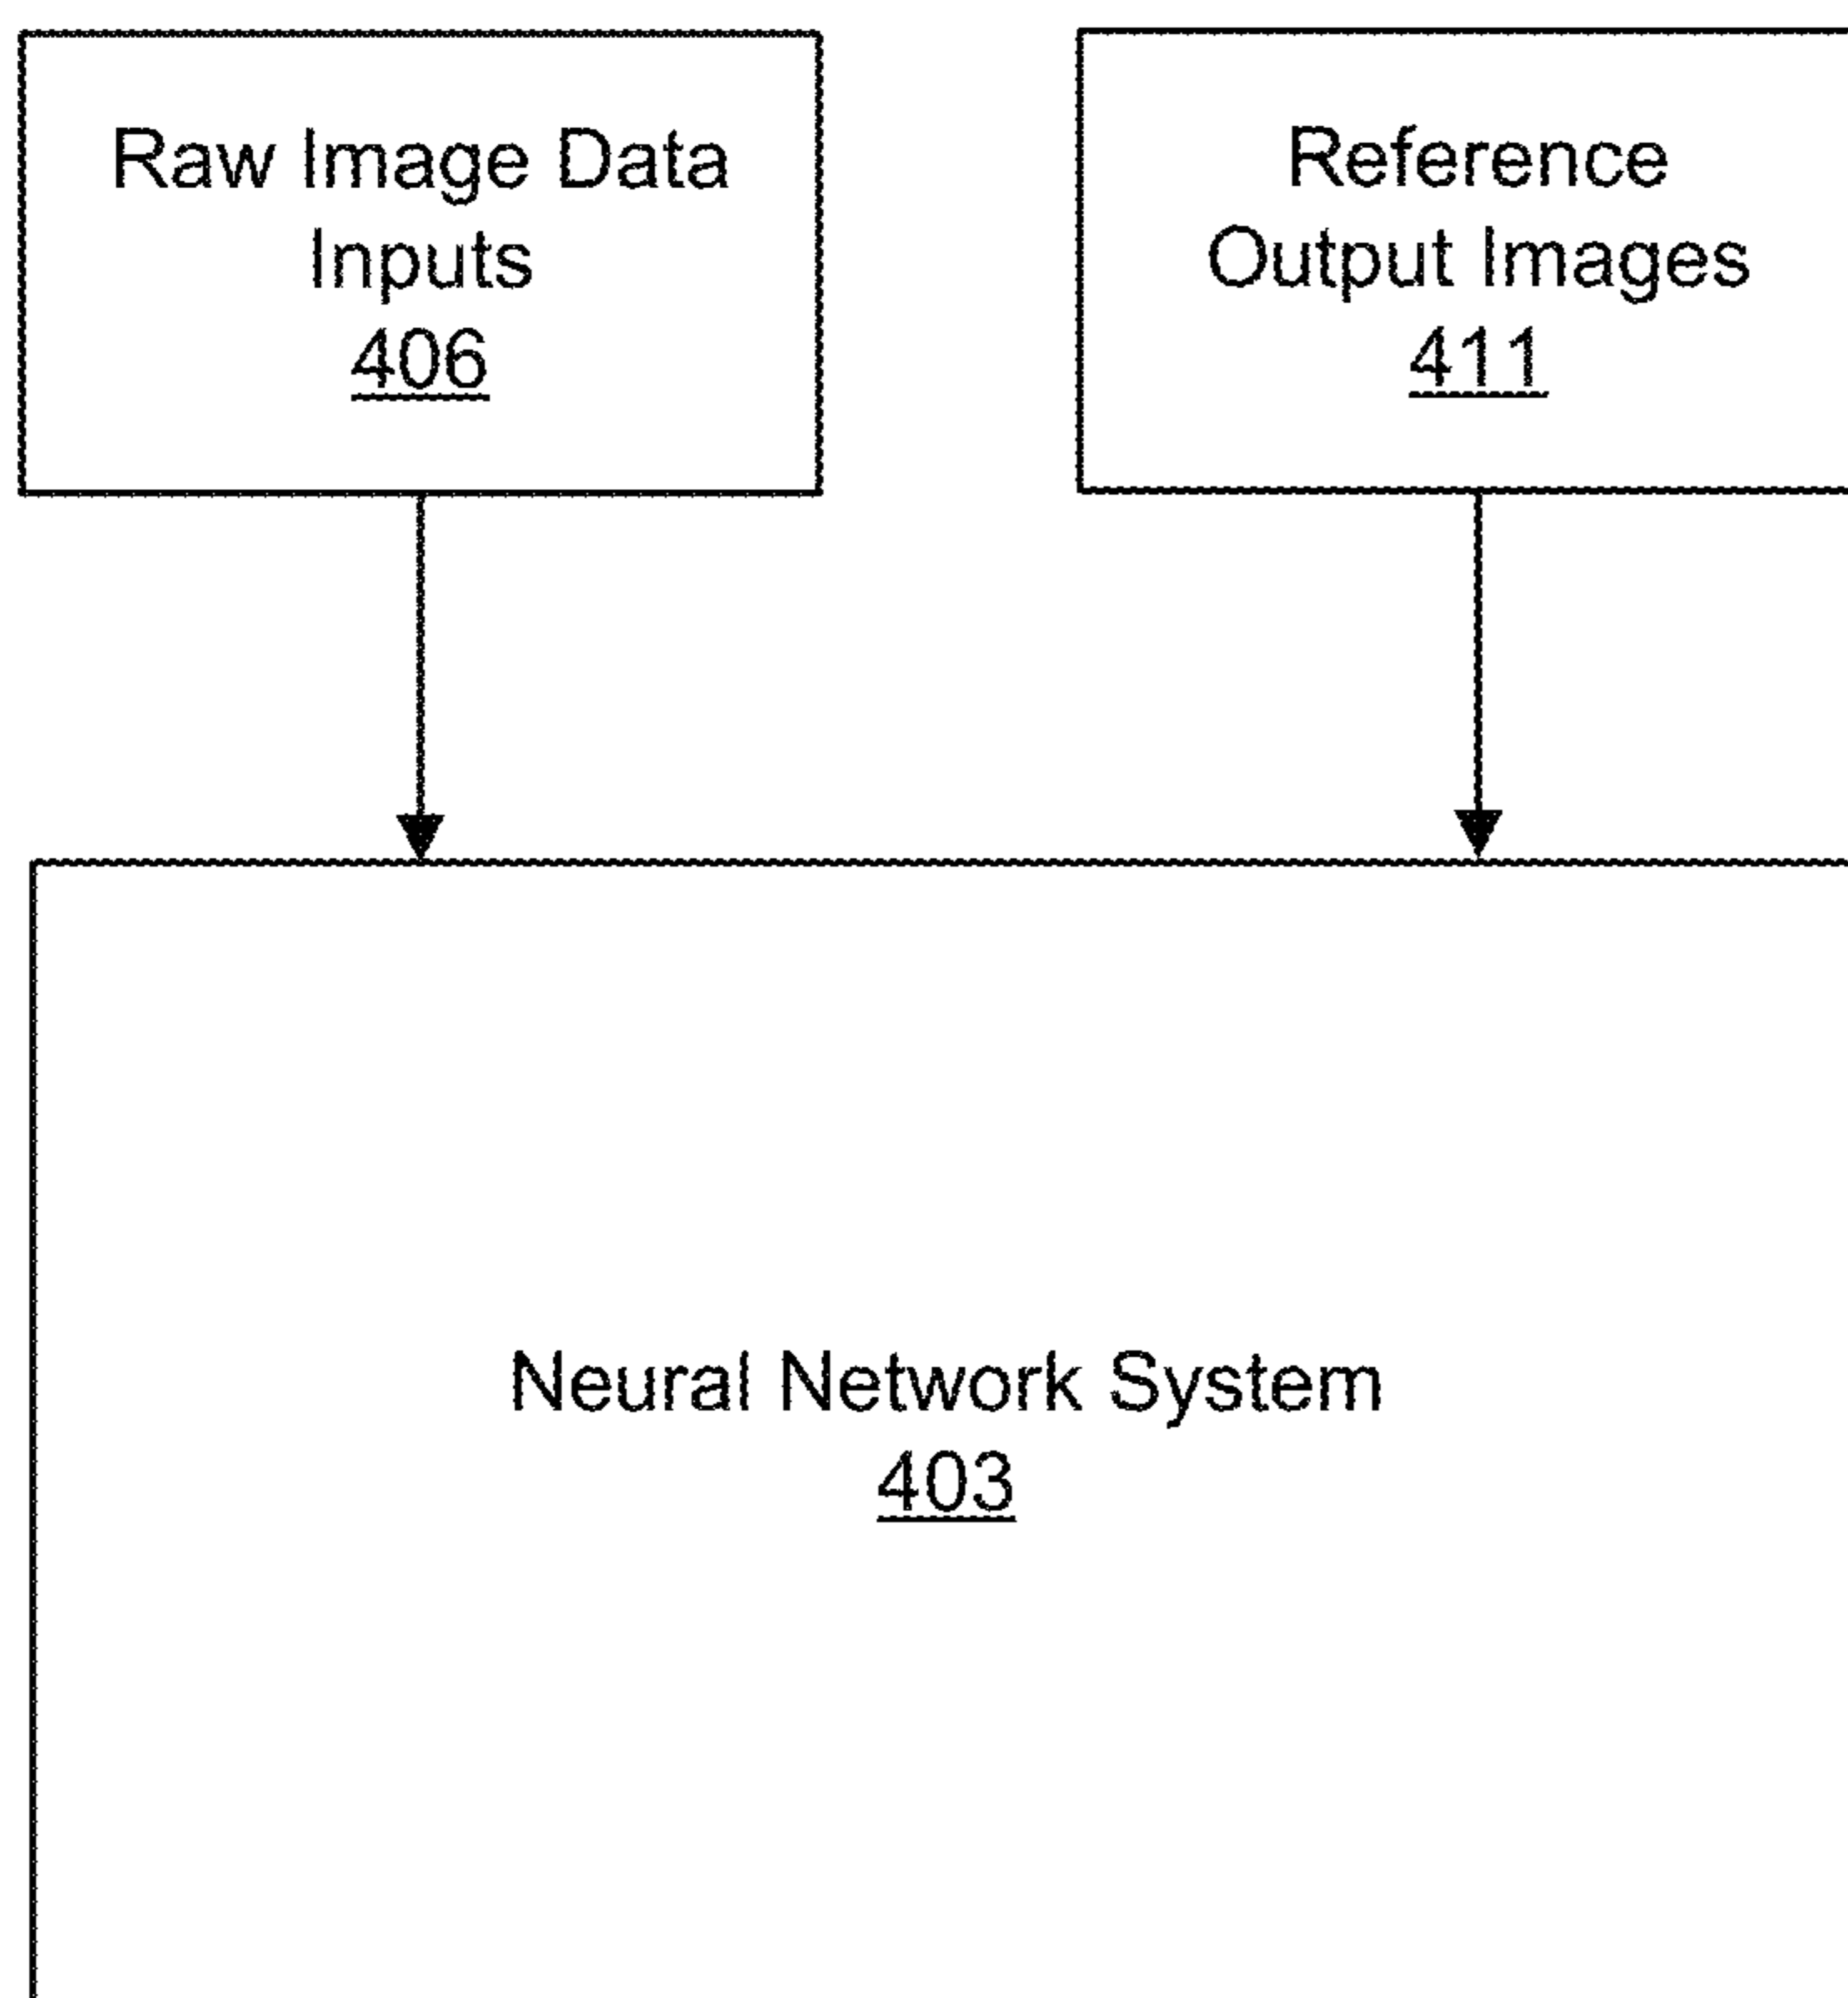 Raw Image Data
Inputs
406
Reference
Output Images
411
Neural Network System
403